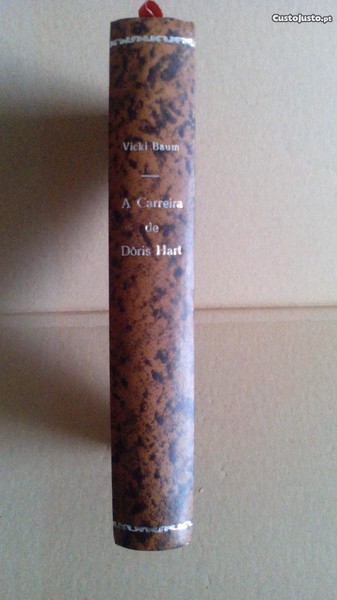 CustoJusto.pt
Vicki Baum
A Carreira
de
Dôris Hart